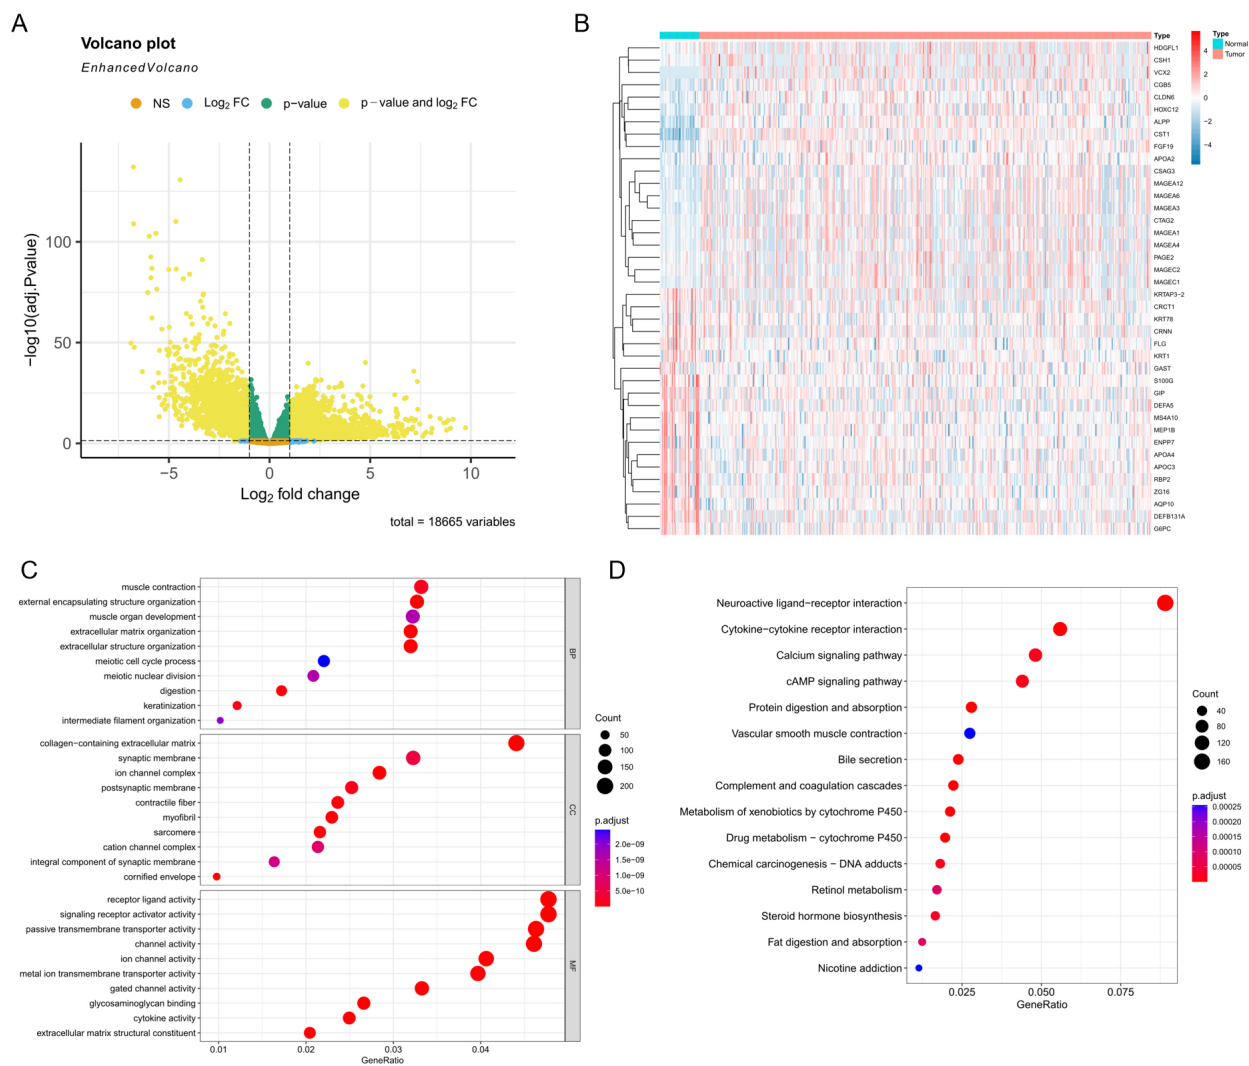 A
Volcano plot
EnhancedVolcano
NS
Log2 FC
p−value
p − value and log2 FC
−log10(adj.Pvalue)
100
50
0
−5
0
5
10
Log2 fold change
total = 18665 variables
B
Type
HDGFL1
CSH1
VCX2
CGB5
CLDN6
HOXC12
ALPP
CST1
FGF19
APOA2
CSAG3
MAGEA12
MAGEA6
MAGEA3
CTAG2
MAGEA1
MAGEA4
PAGE2
MAGEC2
MAGEC1
KRTAP3−2
CRCT1
KRT78
CRNN
FLG
KRT1
GAST
S100G
GIP
DEFA5
MS4A10
MEP1B
ENPP7
APOA4
APOC3
RBP2
ZG16
AQP10
DEFB131A
G6PC
4
2
0
−2
−4
Type
Normal
Tumor
C
muscle contraction
external encapsulating structure organization
muscle organ development
extracellular matrix organization
extracellular structure organization
meiotic cell cycle process
meiotic nuclear division
digestion
keratinization
intermediate filament organization
BP
collagen−containing extracellular matrix
synaptic membrane
ion channel complex
postsynaptic membrane
contractile fiber
myofibril
sarcomere
cation channel complex
integral component of synaptic membrane
cornified envelope
CC
receptor ligand activity
signaling receptor activator activity
passive transmembrane transporter activity
channel activity
ion channel activity
metal ion transmembrane transporter activity
gated channel activity
glycosaminoglycan binding
cytokine activity
extracellular matrix structural constituent
MF
0.01
0.02
0.03
0.04
GeneRatio
Count
50
100
150
200
p.adjust
2.0e−09
1.0e−09
1.0e−09
5.0e−10
D
Neuroactive ligand−receptor interaction
Cytokine−cytokine receptor interaction
Calcium signaling pathway
cAMP signaling pathway
Protein digestion and absorption
Vascular smooth muscle contraction
Bile secretion
Complement and coagulation cascades
Metabolism of xenobiotics by cytochrome P450
Drug metabolism − cytochrome P450
Chemical carcinogenesis − DNA adducts
Retinol metabolism
Steroid hormone biosynthesis
Fat digestion and absorption
Nicotine addiction
0.025
0.050
0.075
GeneRatio
Count
40
80
120
160
p.adjust
0.00025
0.00020
0.00015
0.00010
0.00005